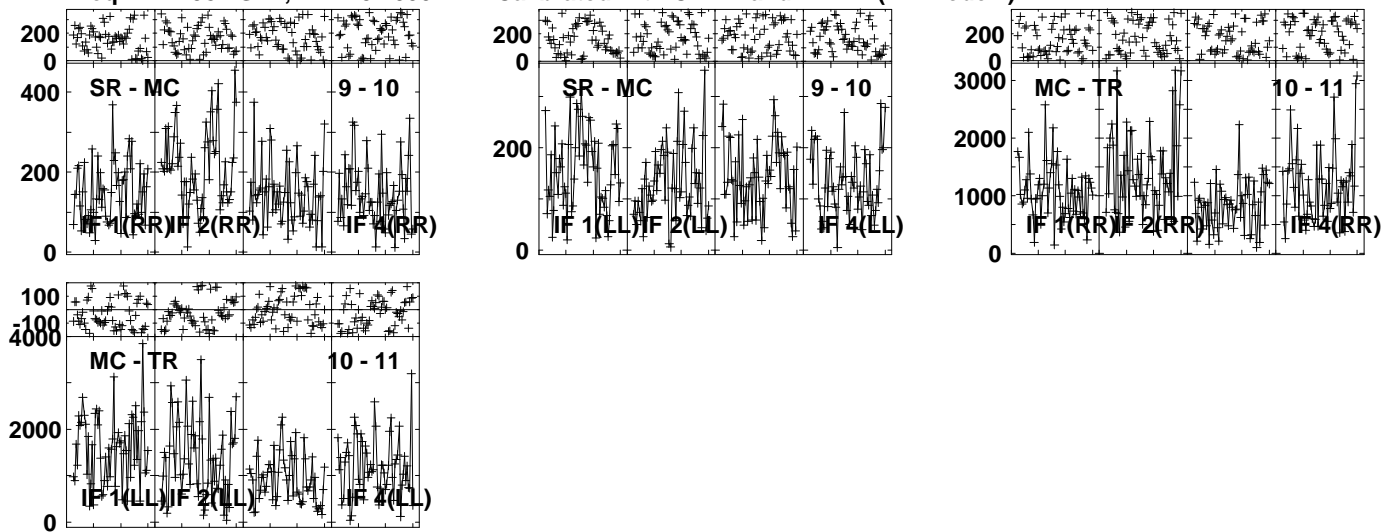 200
0
SR - MC
9 - 10
400
200
0
IF 1(RR)
IF 2(RR)
IF 4(RR)
200
0
SR - MC
9 - 10
200
0
IF 1(LL)
IF 2(LL)
IF 4(LL)
200
0
MC - TR
10 - 11
3000
2000
1000
0
IF 1(RR)
IF 2(RR)
IF 4(RR)
100
-100
4000
MC - TR
10 - 11
2000
0
IF 1(LL)
IF 2(LL)
IF 4(LL)